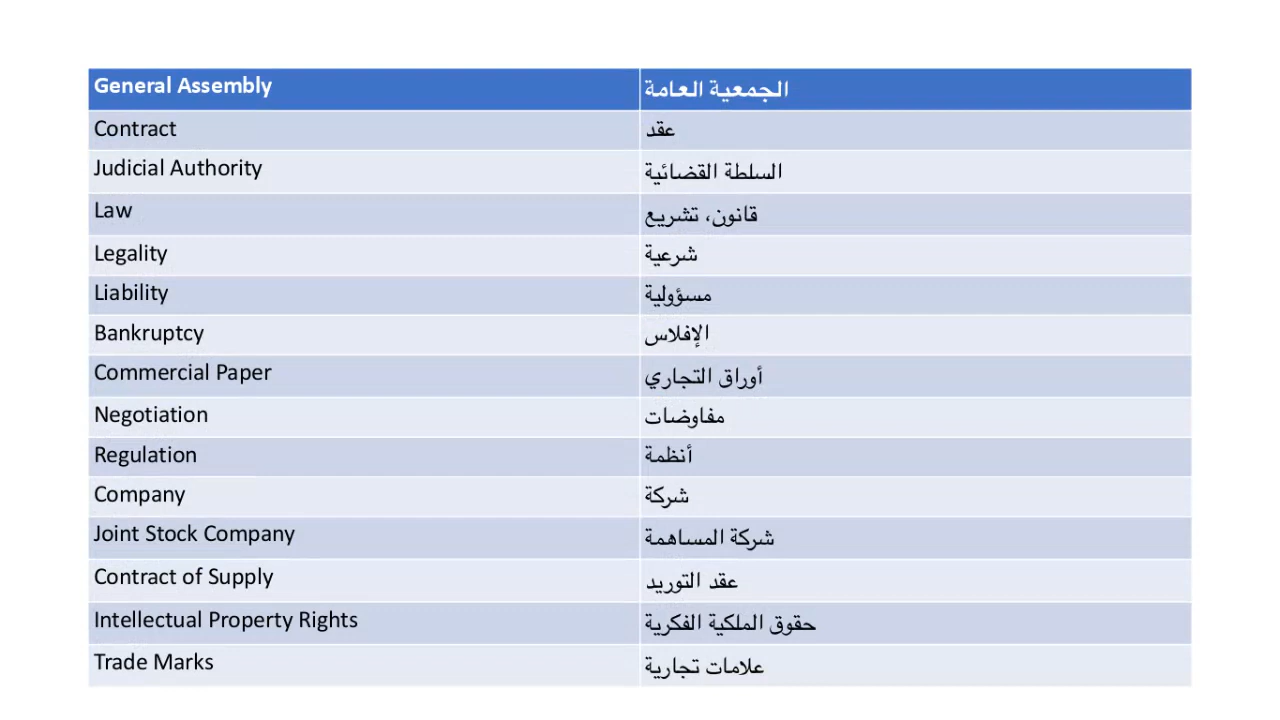 General Assembly الجمعية العامة
Contract عقد
Judicial Authority السلطة القضائية
Law قانون، تشريع
Legality شرعية
Liability مسؤولية
Bankruptcy الإفلاس
Commercial Paper أوراق التجاري
Negotiation مفاوضات
Regulation أنظمة
Company شركة
Joint Stock Company شركة المساهمة
Contract of Supply عقد التوريد
Intellectual Property Rights حقوق الملكية الفكرية
Trade Marks علامات تجارية